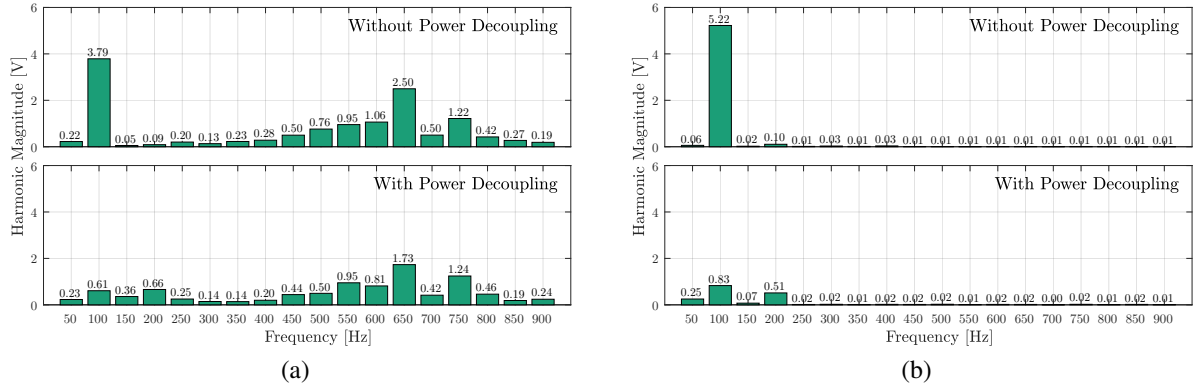 Harmonic Magnitude [V]
Without Power Decoupling
6
4
2
0
0.22 3.79 0.05 0.09 0.20 0.13 0.23 0.28 0.50 0.76 0.95 1.06 2.50 0.50 1.22 0.42 0.27 0.19
With Power Decoupling
6
4
2
0
0.23 0.61 0.36 0.66 0.25 0.14 0.14 0.20 0.44 0.50 0.95 0.81 1.73 0.42 1.24 0.46 0.19 0.24
50 100 150 200 250 300 350 400 450 500 550 600 650 700 750 800 850 900
Frequency [Hz]
(a)
Harmonic Magnitude [V]
Without Power Decoupling
6
4
2
0
0.06 5.22 0.02 0.10 0.01 0.03 0.01 0.03 0.01 0.01 0.01 0.01 0.01 0.01 0.01 0.01 0.01 0.01
With Power Decoupling
6
4
2
0
0.25 0.83 0.07 0.51 0.02 0.02 0.01 0.02 0.02 0.02 0.01 0.02 0.02 0.00 0.02 0.01 0.02 0.01
50 100 150 200 250 300 350 400 450 500 550 600 650 700 750 800 850 900
Frequency [Hz]
(b)